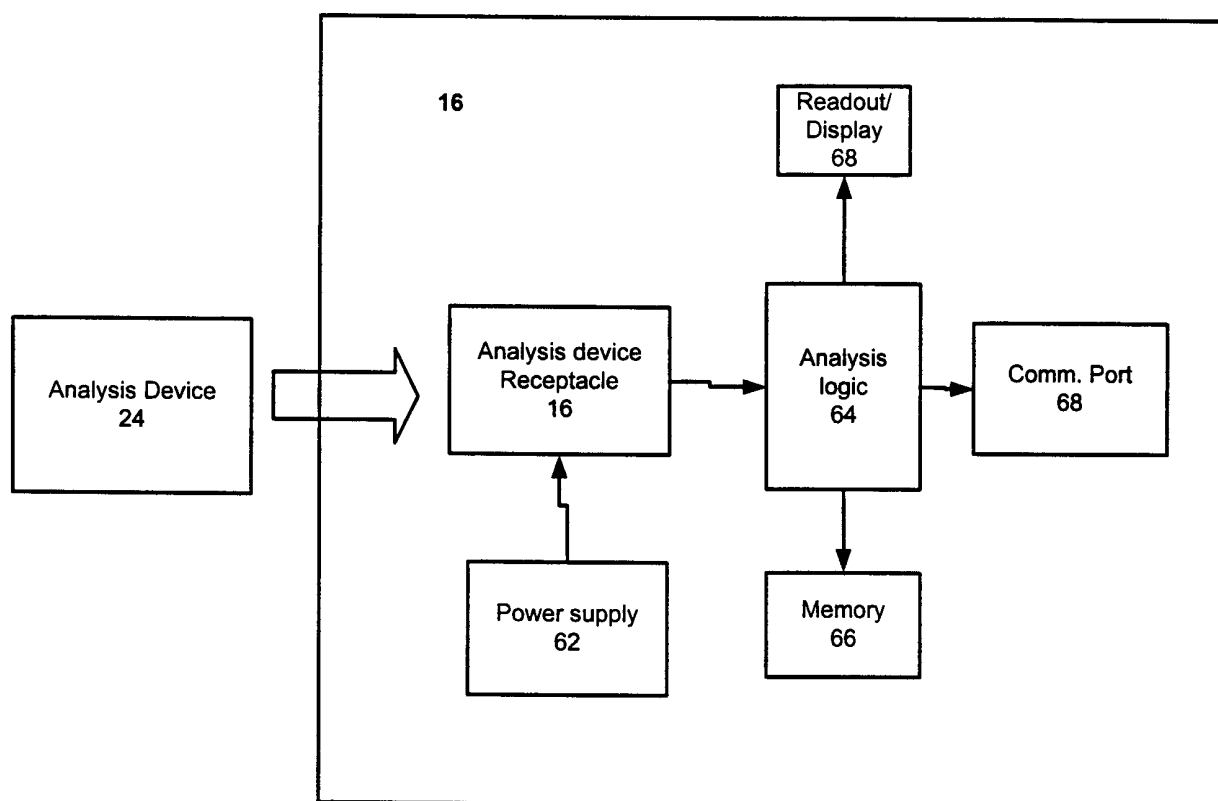 16
Readout/
Display
68
Analysis Device
24
Analysis device
Receptacle
16
Analysis
logic
64
Comm. Port
68
Power supply
62
Memory
66